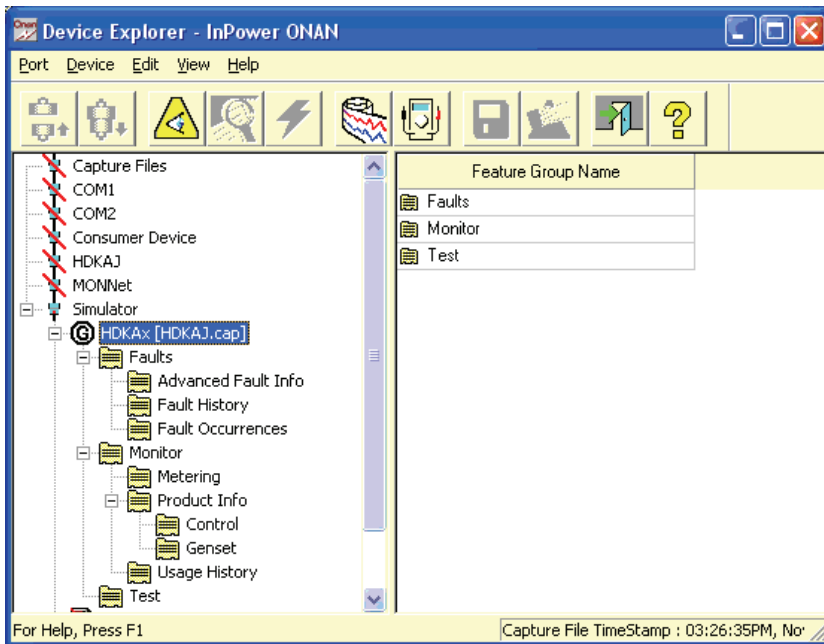 Onan
Device Explorer - InPower ONAN
Port Device Edit View Help
Capture Files
COM1
COM2
Consumer Device
HDKAJ
MONNet
Simulator
G HDKAx [HDKAJ.cap]
Faults
Advanced Fault Info
Fault History
Fault Occurrences
Monitor
Metering
Product Info
Control
Genset
Usage History
Test
Feature Group Name
Faults
Monitor
Test
For Help, Press F1
Capture File TimeStamp : 03:26:35PM,